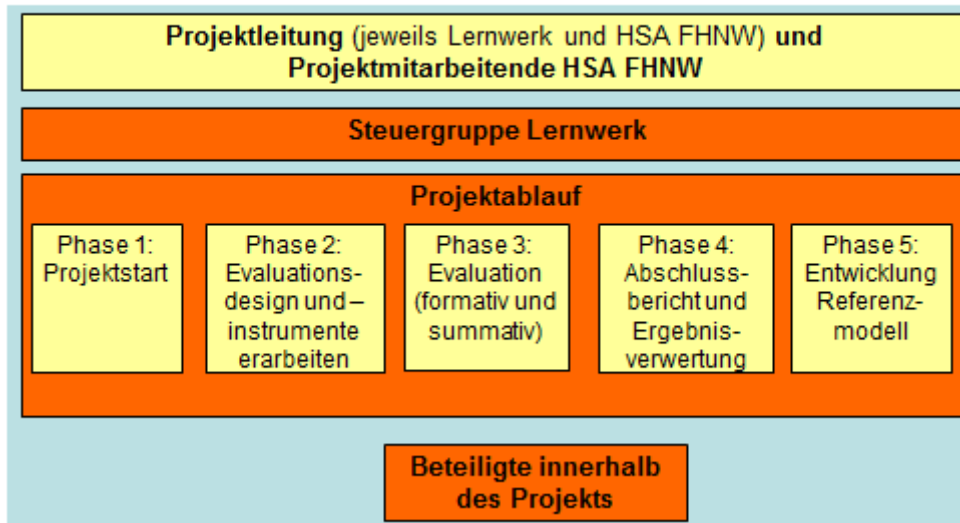 Projektleitung (jeweils Lernwerk und HSA FHNW) und
Projektmitarbeitende HSA FHNW
Steuergruppe Lernwerk
Projektablauf
Phase 1:
Projektstart
Phase 2:
Evaluations-
design und –
instrumente
erarbeiten
Phase 3:
Evaluation
(formativ und
summativ)
Phase 4:
Abschluss-
bericht und
Ergebnis-
verwertung
Phase 5:
Entwicklung
Referenz-
modell
Beteiligte innerhalb
des Projekts